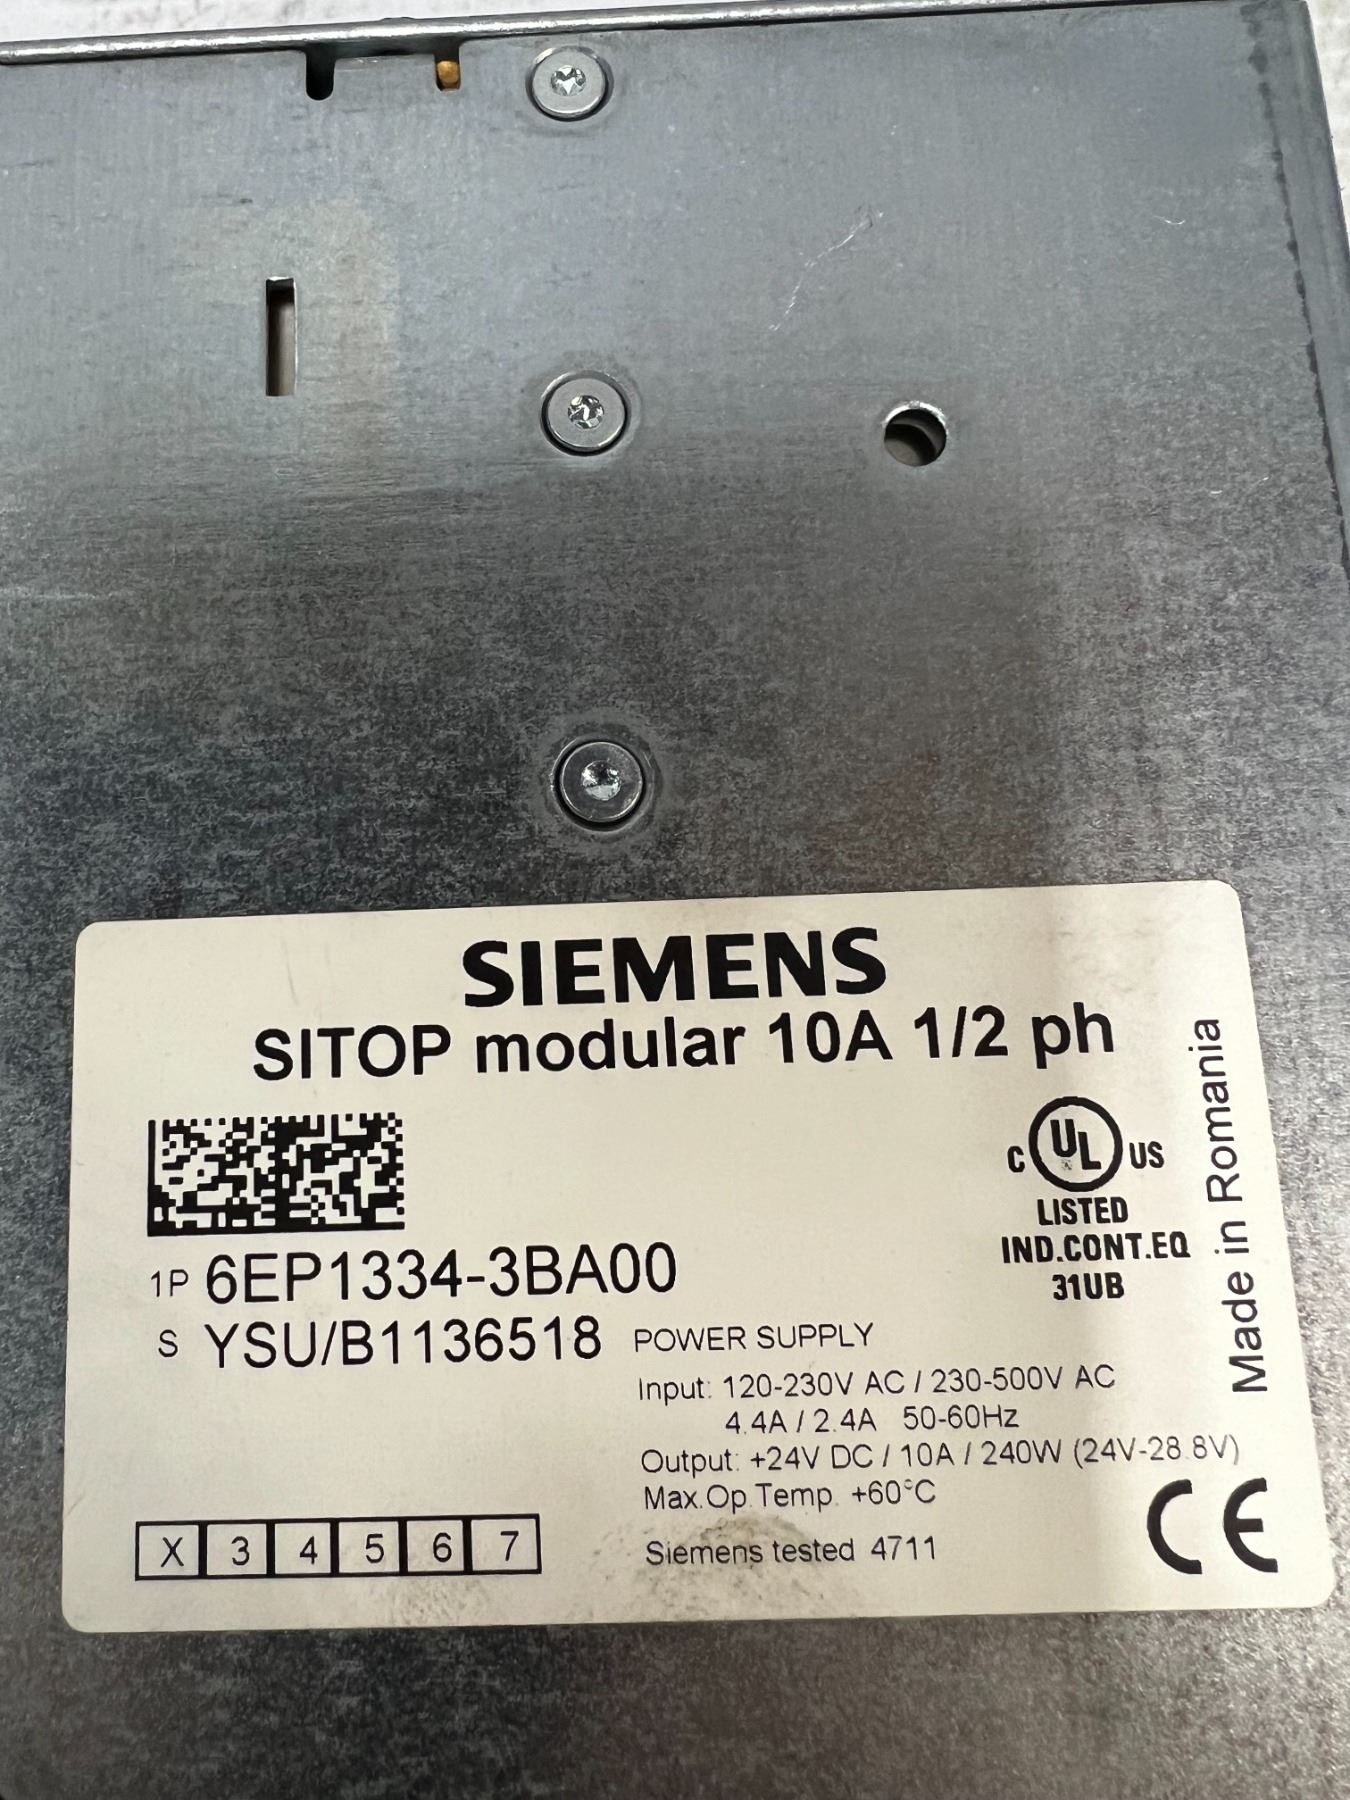 SIEMENS
SITOP modular 10A 1/2 ph
C UL US
LISTED
IND.CONT.EQ
31UB
Made in Romania
1P 6EP1334-3BA00
S YSU/B1136518
POWER SUPPLY
Input: 120-230V AC / 230-500V AC
4.4A / 2.4A 50-60Hz
Output: +24V DC / 10A / 240W (24V-28.8V)
Max.Op.Temp. +60°C
Siemens tested 4711
X 3 4 5 6 7
CE